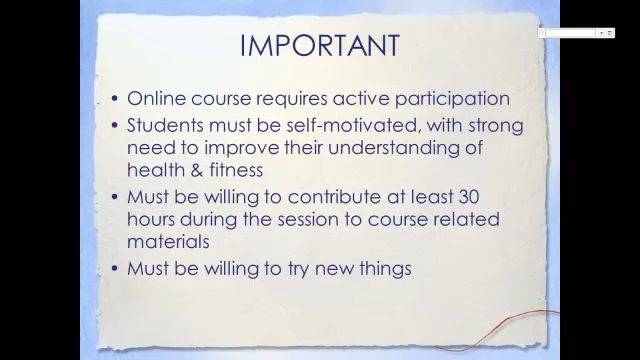 IMPORTANT
• Online course requires active participation
• Students must be self-motivated, with strong
need to improve their understanding of
health & fitness
• Must be willing to contribute at least 30
hours during the session to course related
materials
• Must be willing to try new things